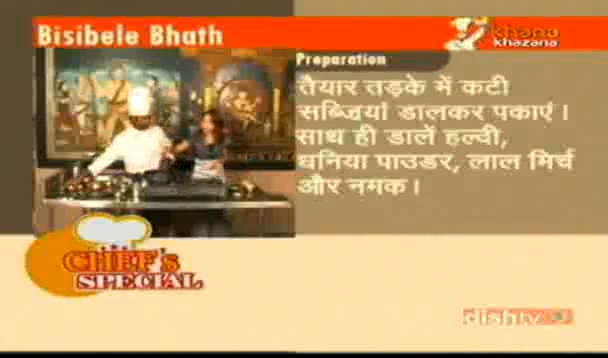 Bisibele Bhath
khana
khazana
Preparation
तैयार तड़के में कटी
सब्जियां डालकर पकाएं।
साथ ही डालें हल्दी,
धनिया पाउडर, लाल मिर्च
और नमक।
CHEF's
SPECIAL
dishtv